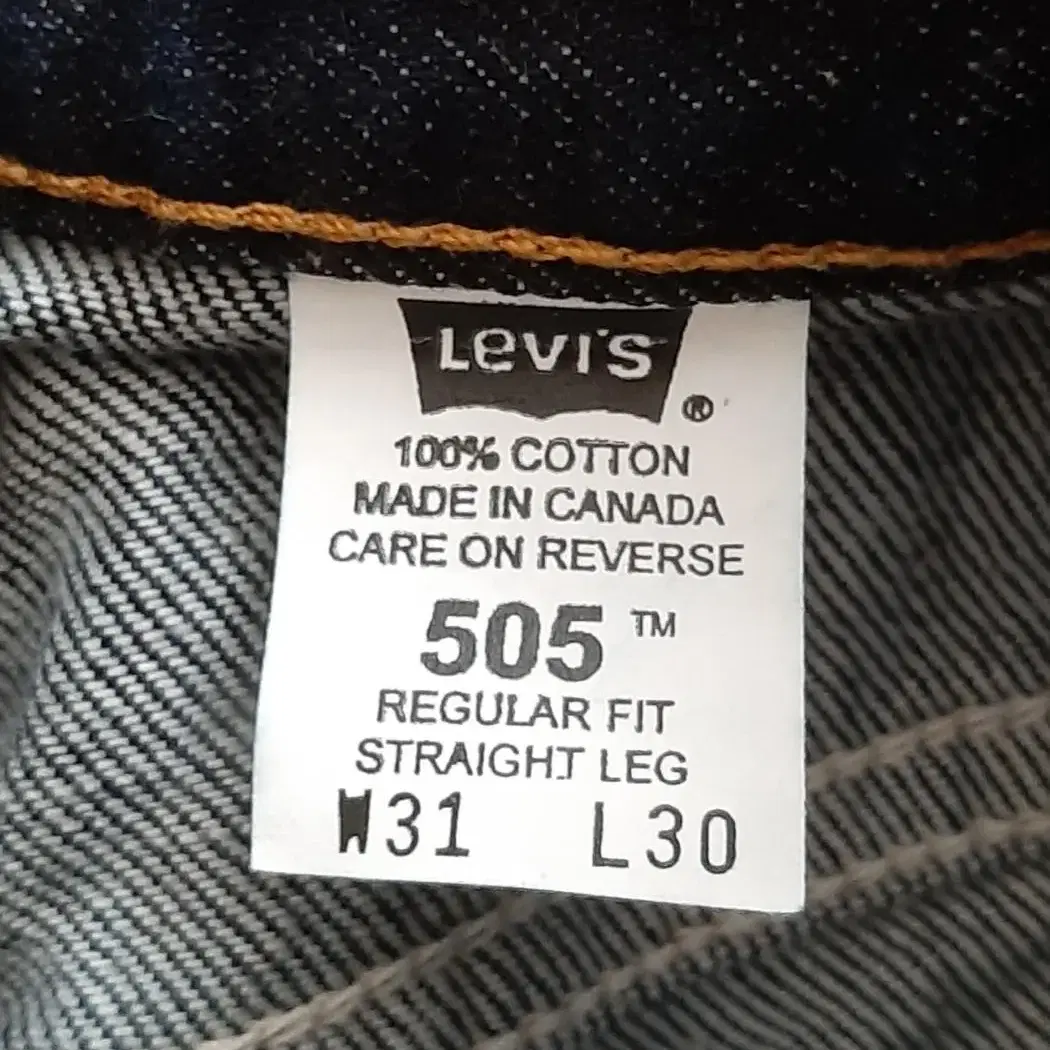 Levi's ®
100% COTTON
MADE IN CANADA
CARE ON REVERSE
505 ™
REGULAR FIT
STRAIGHT LEG
W31 L30